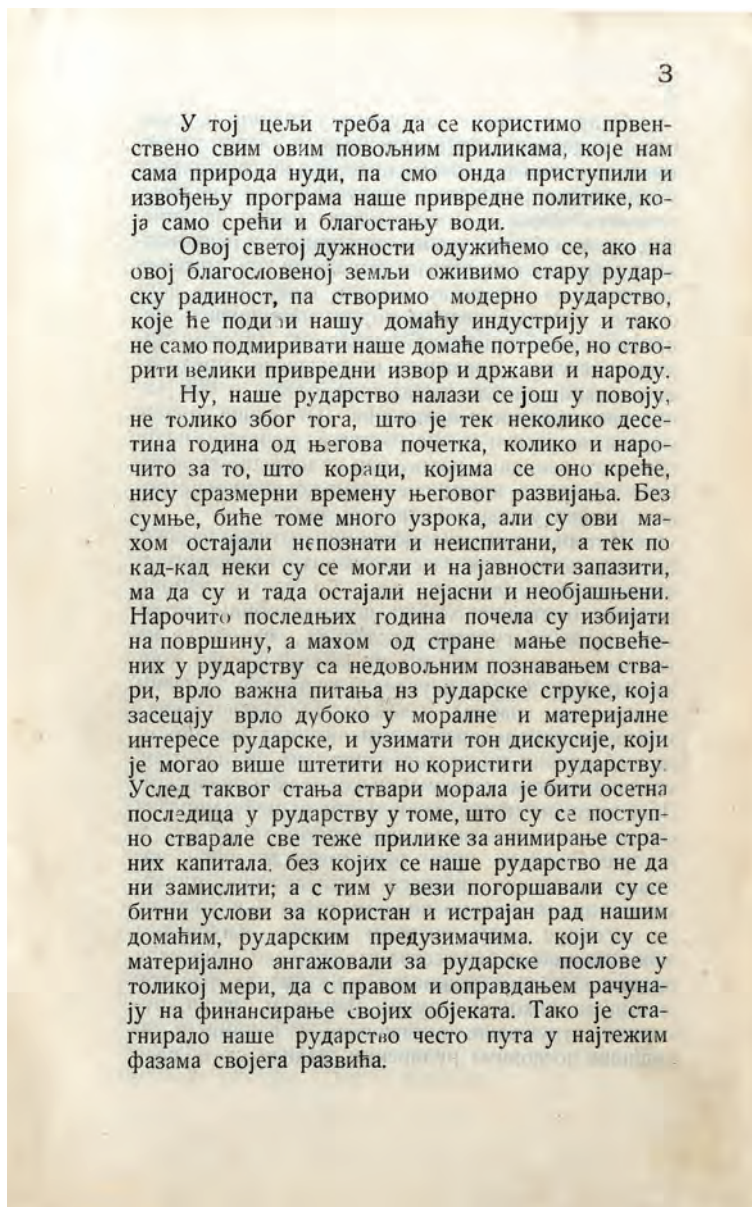 3
У тој цељи треба да се користимо првен-
ствено свим овим повољним приликама, које нам
сама природа нуди, па смо онда приступили и
извођењу програма наше привредне политике, ко-
ја само срећи и благостању води.
Овој светој дужности одужићемо се, ако на
овој благословеној земљи оживимо стару рудар-
ску радиност, па створимо модерно рударство,
које ће подићи нашу домаћу индустрију и тако
не само подмиривати наше домаће потребе, но ство-
рити велики привредни извор и држави и народу.
Ну, наше рударство налази се још у повоју,
не толико због тога, што је тек неколико десе-
тина година од његова почетка, колико и наро-
чито за то, што кораци, којима се оно креће,
нису сразмерни времену његовог развијања. Без
сумње, биће томе много узрока, али су ови ма-
хом остајали непознати и неиспитани, а тек по
кад-кад неки су се могли и на јавности запазити,
ма да су и тада остајали нејасни и необјашњени.
Нарочито последњих година почела су избијати
на површину, а махом од стране мање посвеће-
них у рударству са недовољним познавањем ства-
ри, врло важна питања нз рударске струке, која
засецају врло дубоко у моралне и материјалне
интересе рударске, и узимати тон дискусије, који
је могао више штетити но користити рударству.
Услед таквог стања ствари морала је бити осетна
последица у рударству у томе, што су се поступ-
но стварале све теже прилике за анимирање стра-
них капитала. без којих се наше рударство не да
ни замислити; а с тим у вези погоршавали су се
битни услови за користан и истрајан рад нашим
домаћим, рударским предузимачима. који су се
материјално ангажовали за рударске послове у
толикој мери, да с правом и оправдањем рачуна-
ју на финансирање својих објеката. Тако је ста-
гнирало наше рударство често пута у најтежим
фазама својега развића.